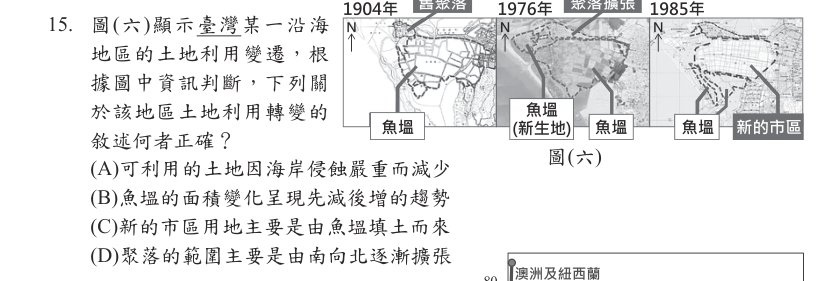 1904年 舊聚落 1976年 聚落擴張 1985年
N N N
15. 圖(六)顯示臺灣某一沿海
地區的土地利用變遷，根
據圖中資訊判斷，下列關
於該地區土地利用轉變的
敘述何者正確？
魚塭
魚塭
(新生地)
魚塭
魚塭
新的市區
圖(六)
(A)可利用的土地因海岸侵蝕嚴重而減少
(B)魚塭的面積變化呈現先減後增的趨勢
(C)新的市區用地主要是由魚塭填土而來
(D)聚落的範圍主要是由南向北逐漸擴張
80
澳洲及紐西蘭